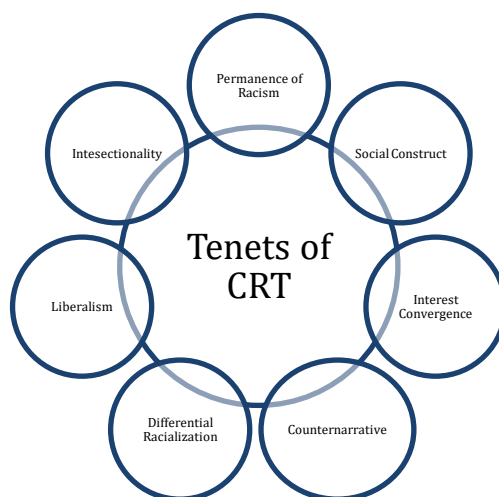 Permanence of
Racism
Social Construct
Interest
Convergence
Counternarrative
Differential
Racialization
Liberalism
Intesectionality
Tenets of
CRT